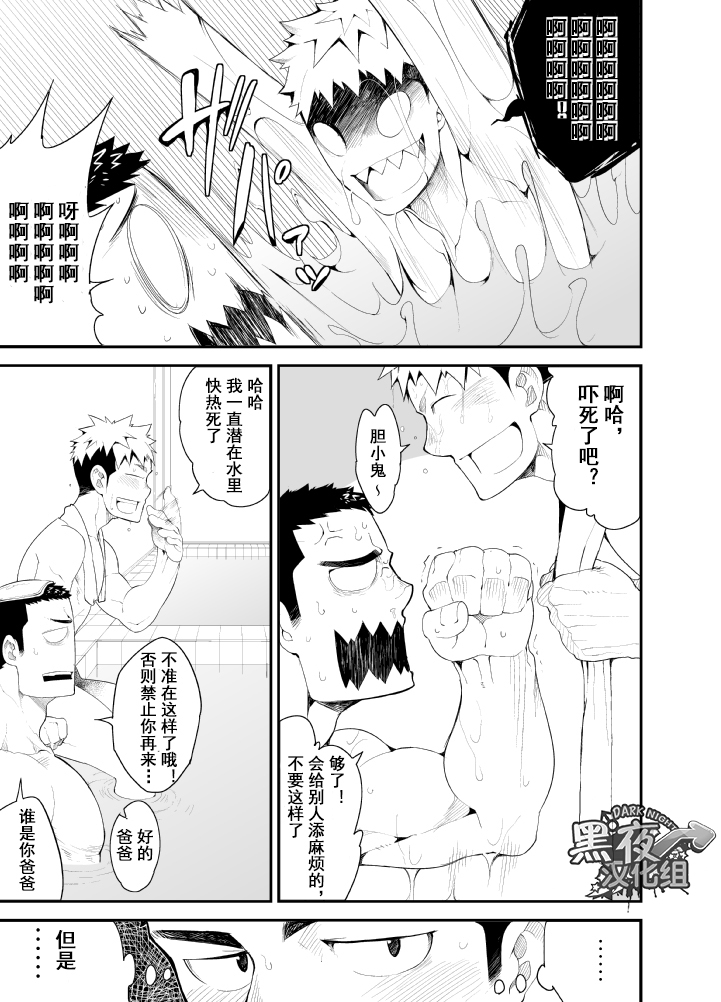 啊啊啊啊啊
啊啊啊啊啊
啊啊啊啊!!
ザパァッ
呀啊啊啊
啊啊啊啊啊
啊啊啊啊
啊哈,
吓死了吧?
胆小鬼~
够了!
会给别人添麻烦的,
不要这样了
哈哈
我一直潜在水里
快热死了
不准在这样了哦!
否则禁止你再来…
好的
爸爸
谁是你爸爸
……
但是
……
DARK NIGHT
黑夜
汉化组